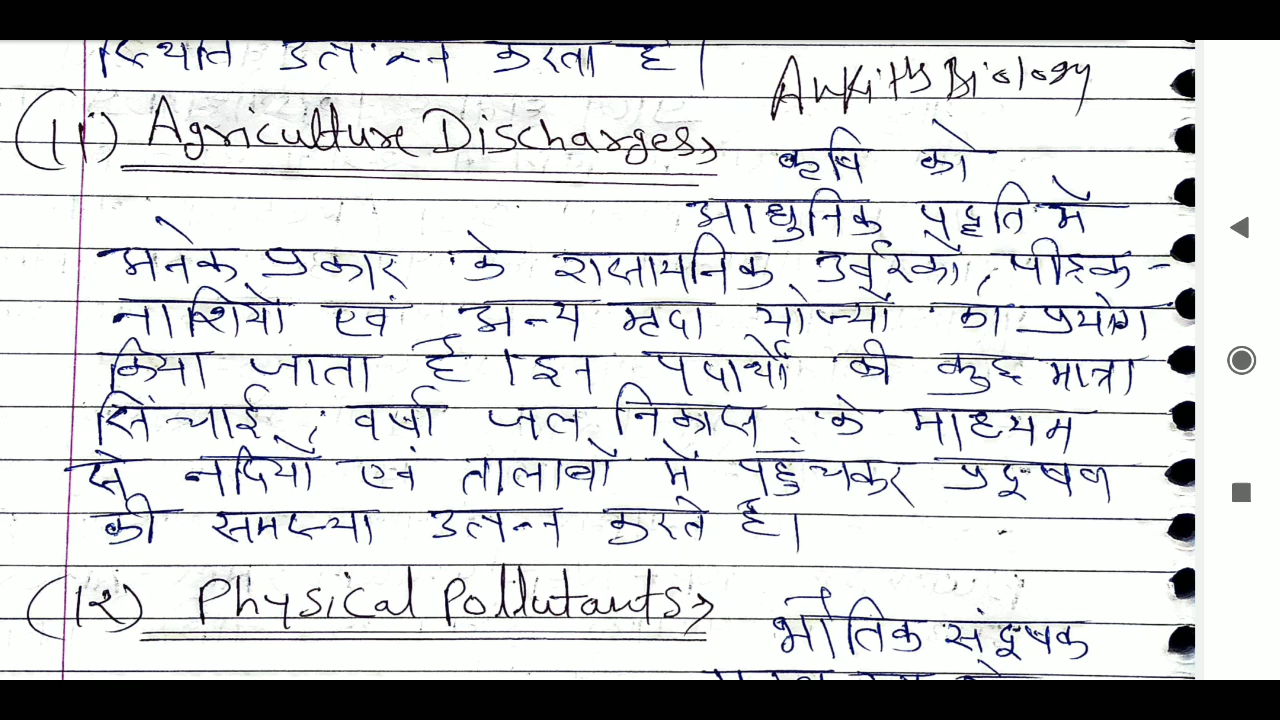 स्थिति उत्पन्न करता है।
Ankit's Biology
(11) Agriculture Discharges,
कृषि को
आधुनिक पद्धति में
अनेक प्रकार के रासायनिक उर्वरकों, पीड़क-
नाशियों एवं अन्य मृदा योज्यों का प्रयोग
किया जाता है। इन पदार्थों की कुछ मात्रा
सिंचाई, वर्षा जल निकास के माध्यम
से नदियों एवं तालाबों में पहुंचकर प्रदूषण
की समस्या उत्पन्न करते है।
(12) Physical Pollutants,
भौतिक संदूषक